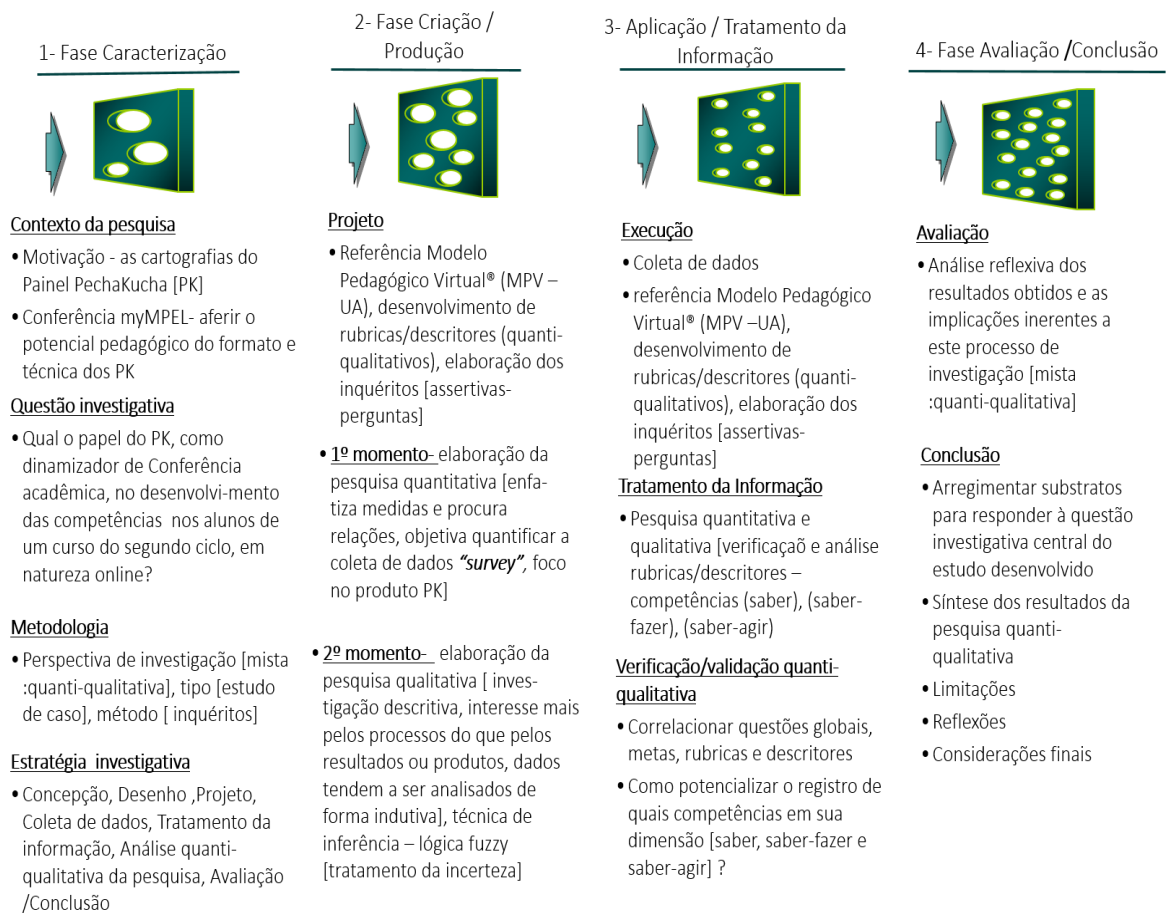 1- Fase Caracterização
Contexto da pesquisa
• Motivação - as cartografias do
Painel PechaKucha [PK]
• Conferência myMPEL- aferir o
potencial pedagógico do formato e
técnica dos PK
Questão investigativa
• Qual o papel do PK, como
dinamizador de Conferência
acadêmica, no desenvolvi-mento
das competências nos alunos de
um curso do segundo ciclo, em
natureza online?
Metodologia
• Perspectiva de investigação [mista
:quanti-qualitativa], tipo [estudo
de caso], método [ inquéritos]
Estratégia investigativa
• Concepção, Desenho ,Projeto,
Coleta de dados, Tratamento da
informação, Análise quanti-
qualitativa da pesquisa, Avaliação
/Conclusão
2- Fase Criação /
Produção
Projeto
• Referência Modelo
Pedagógico Virtual® (MPV –
UA), desenvolvimento de
rubricas/descritores (quanti-
qualitativos), elaboração dos
inquéritos [assertivas-
perguntas]
• 1º momento- elaboração da
pesquisa quantitativa [enfa-
tiza medidas e procura
relações, objetiva quantificar a
coleta de dados “survey”, foco
no produto PK]
• 2º momento- elaboração da
pesquisa qualitativa [ inves-
tigação descritiva, interesse mais
pelos processos do que pelos
resultados ou produtos, dados
tendem a ser analisados de
forma indutiva], técnica de
inferência – lógica fuzzy
[tratamento da incerteza]
3- Aplicação / Tratamento da
Informação
Execução
• Coleta de dados
• referência Modelo Pedagógico
Virtual® (MPV –UA),
desenvolvimento de
rubricas/descritores (quanti-
qualitativos), elaboração dos
inquéritos [assertivas-
perguntas]
Tratamento da Informação
• Pesquisa quantitativa e
qualitativa [verificaçaõ e análise
rubricas/descritores –
competências (saber), (saber-
fazer), (saber-agir)
Verificação/validação quanti-
qualitativa
• Correlacionar questões globais,
metas, rubricas e descritores
• Como potencializar o registro de
quais competências em sua
dimensão [saber, saber-fazer e
saber-agir] ?
4- Fase Avaliação /Conclusão
Avaliação
• Análise reflexiva dos
resultados obtidos e as
implicações inerentes a
este processo de
investigação [mista
:quanti-qualitativa]
Conclusão
• Arregimentar substratos
para responder à questão
investigativa central do
estudo desenvolvido
• Síntese dos resultados da
pesquisa quanti-
qualitativa
• Limitações
• Reflexões
• Considerações finais